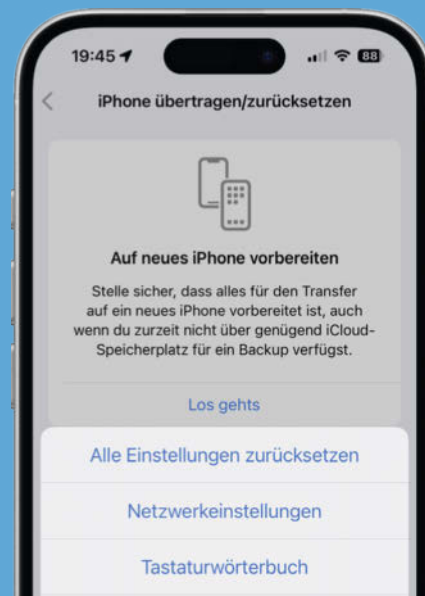 19:45
88
iPhone übertragen/zurücksetzen
Auf neues iPhone vorbereiten
Stelle sicher, dass alles für den Transfer
auf ein neues iPhone vorbereitet ist, auch
wenn du zurzeit nicht über genügend iCloud-
Speicherplatz für ein Backup verfügst.
Los gehts
Alle Einstellungen zurücksetzen
Netzwerkeinstellungen
Tastaturwörterbuch